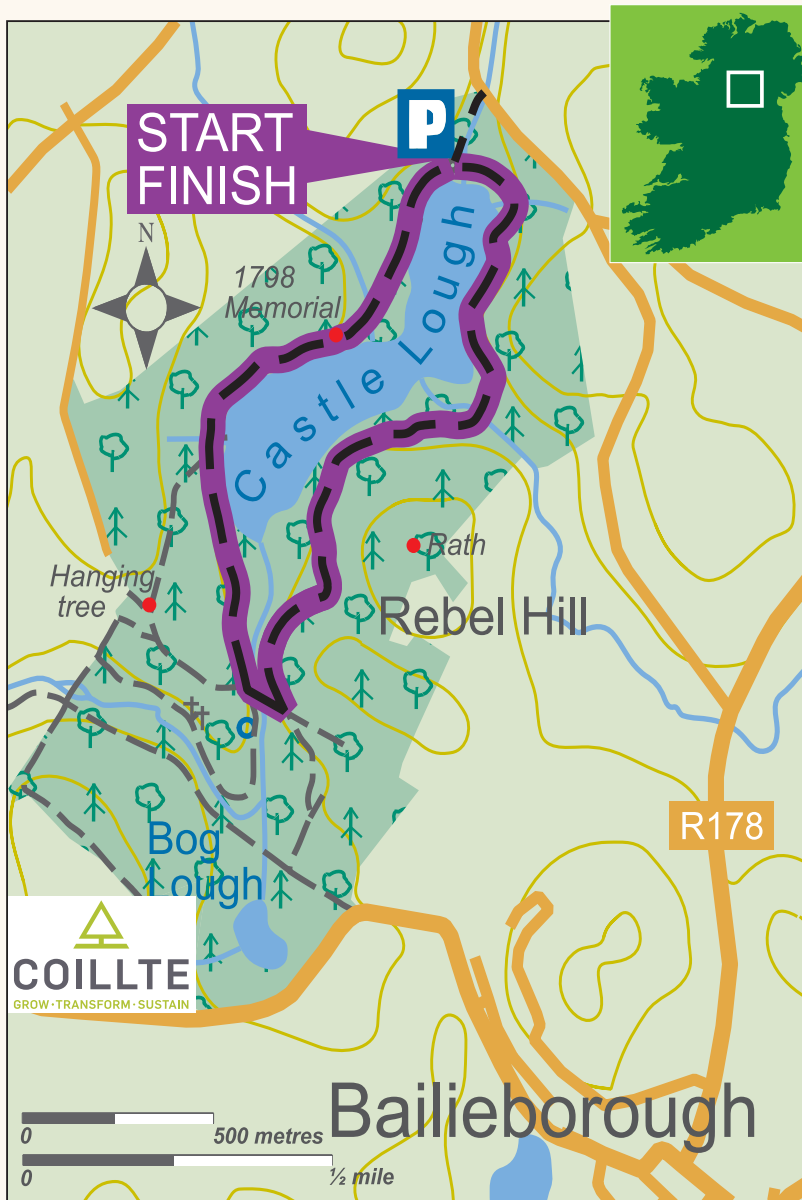 P
START
FINISH
N
1798
Memorial
Castle Lough
Hanging
tree
Rath
Rebel Hill
R178
Bog
Lough
COILLTE
GROW·TRANSFORM·SUSTAIN
Bailieborough
0
500 metres
0
½ mile